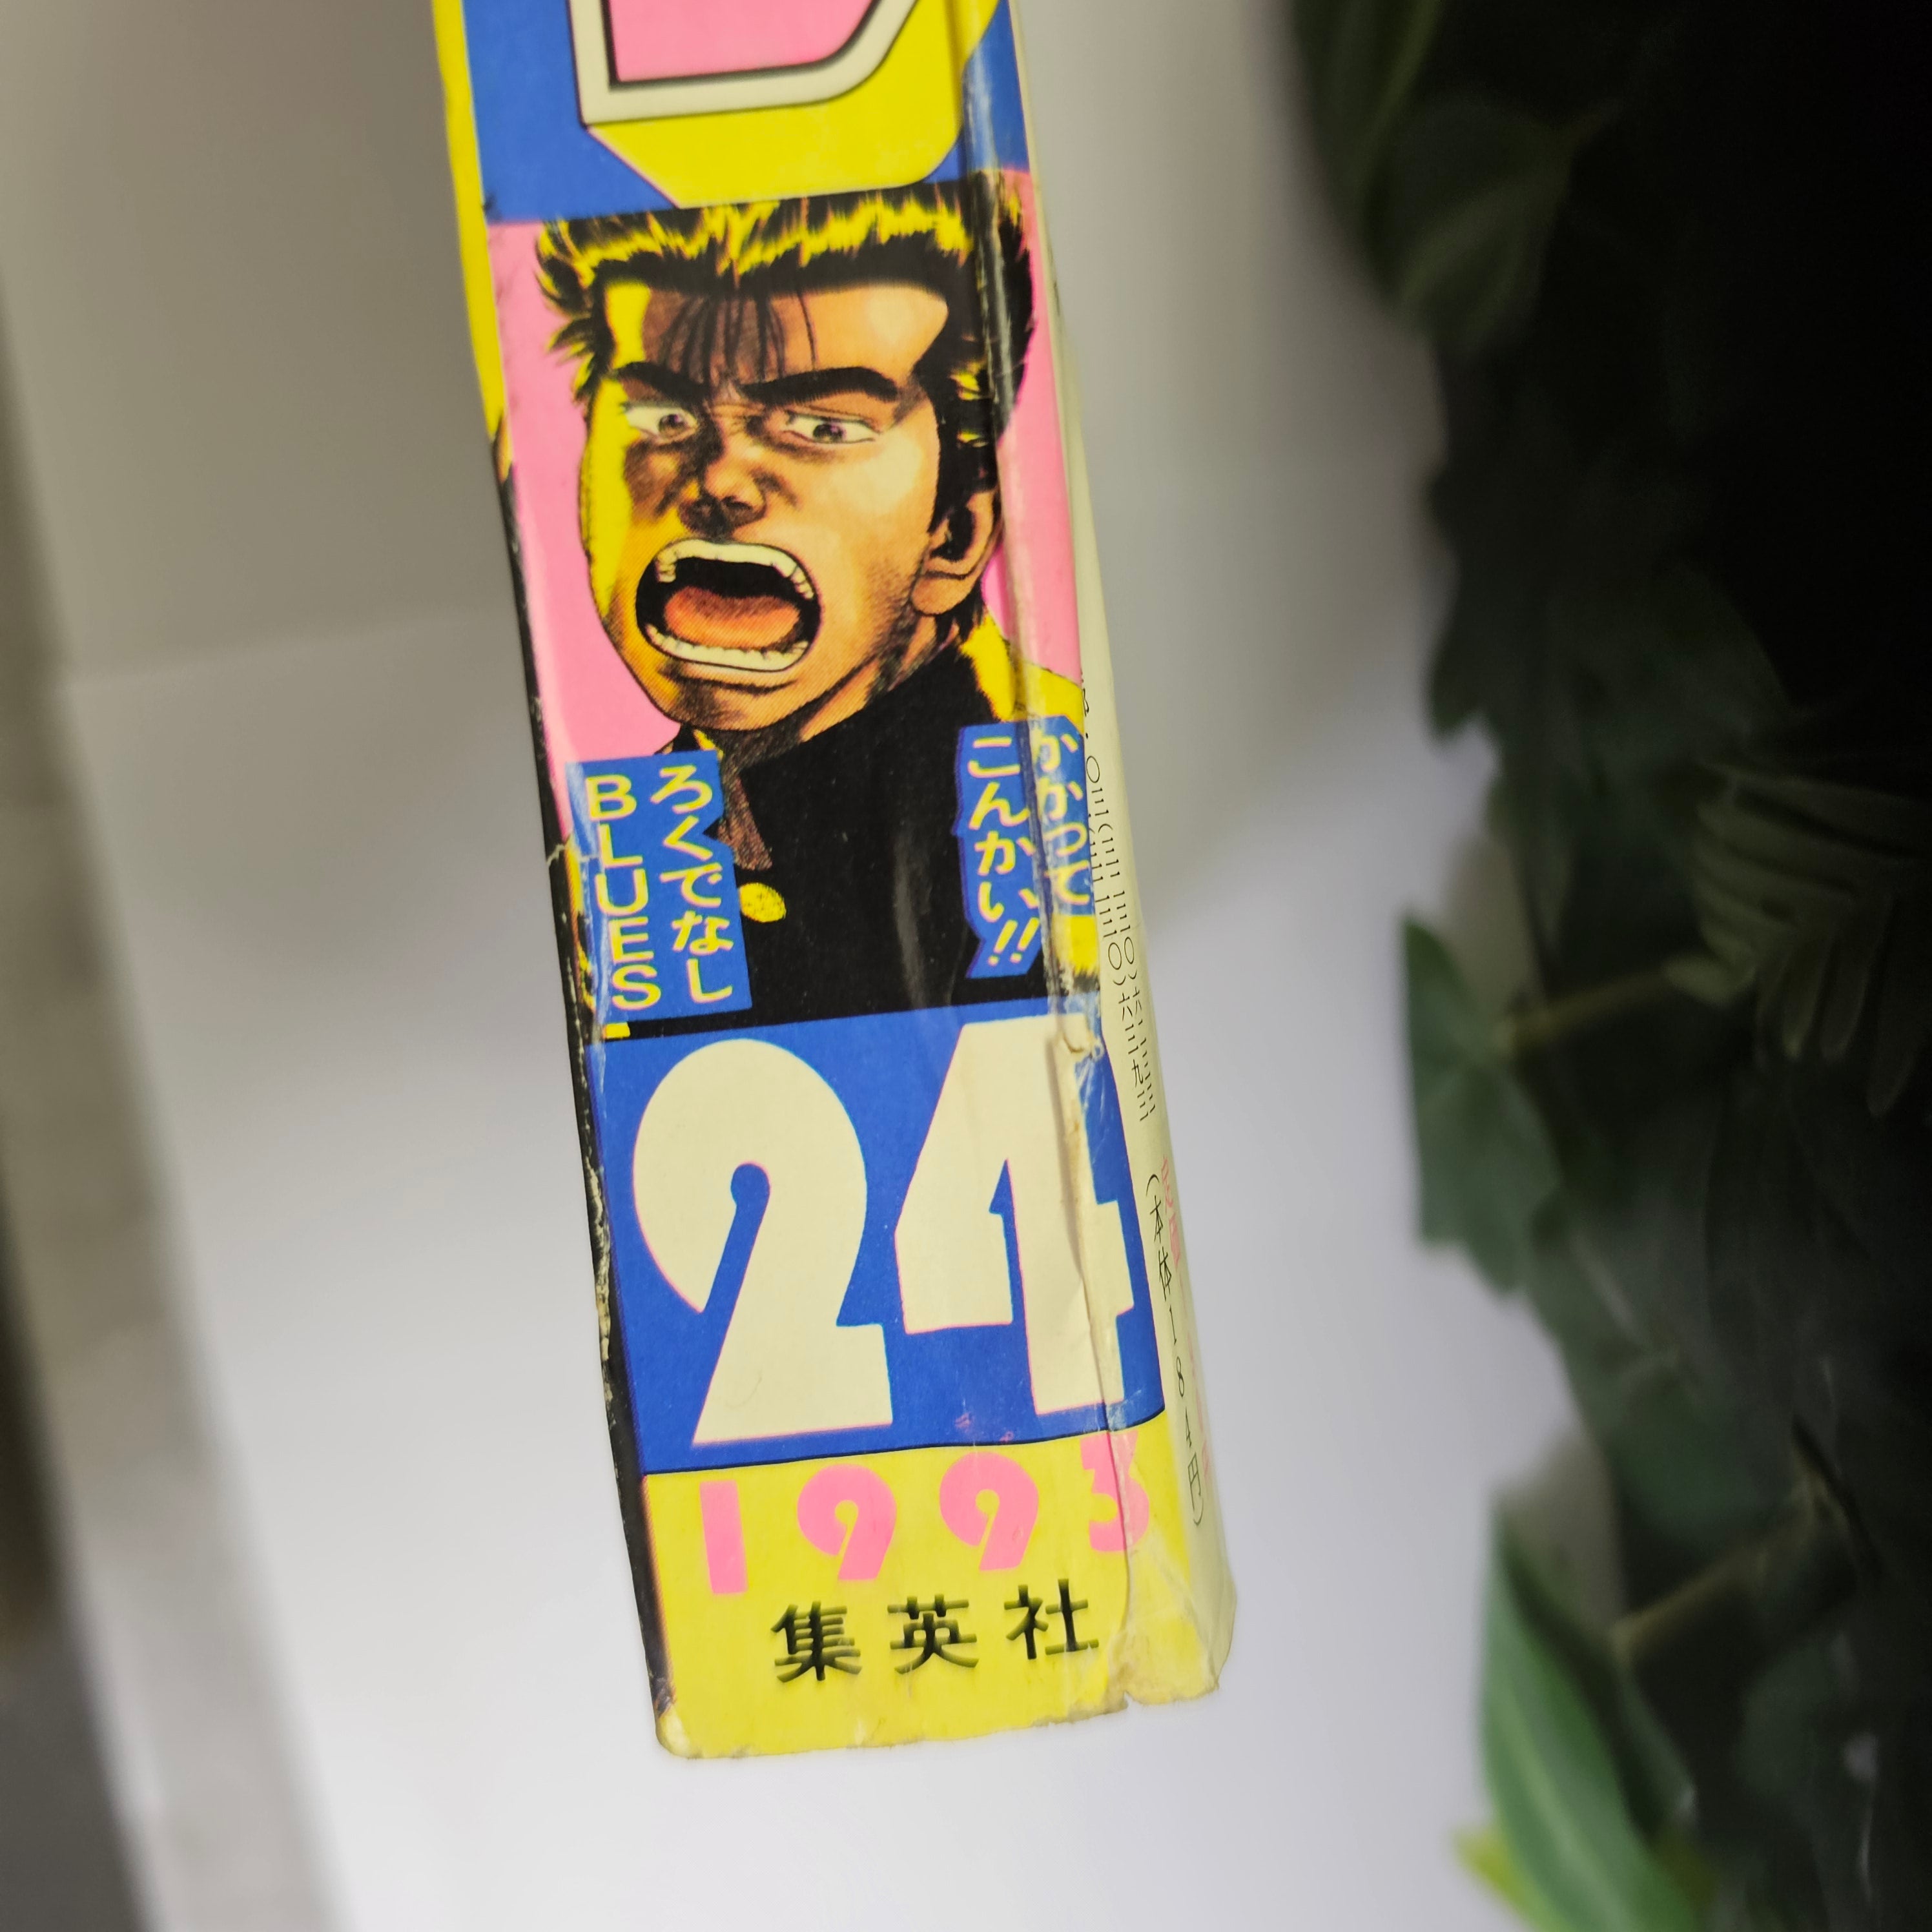 かかって
こんかい!!
ろくでなし
BLUES
24
1993
集英社
(本体184円)